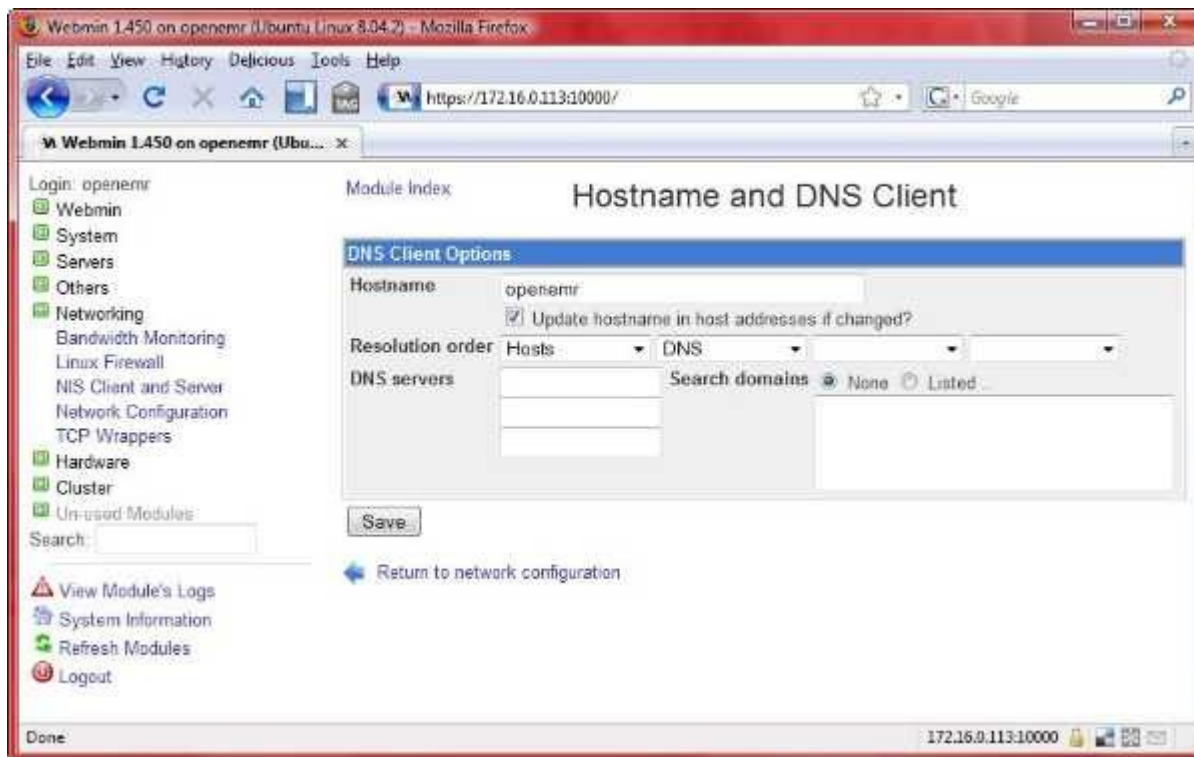 Webmin 1.450 on openemr (Ubuntu Linux 8.04.2) - Mozilla Firefox
File Edit View History Delicious Tools Help
https://172.16.0.113:10000/
Google
Webmin 1.450 on openemr (Ubu...
Login: openemr
Webmin
System
Servers
Others
Networking
Bandwidth Monitoring
Linux Firewall
NIS Client and Server
Network Configuration
TCP Wrappers
Hardware
Cluster
Un-used Modules
Search:
View Module's Logs
System Information
Refresh Modules
Logout
Module Index
Hostname and DNS Client
DNS Client Options
Hostname openemr
Update hostname in host addresses if changed?
Resolution order Hosts DNS
DNS servers Search domains None Listed ..
Save
Return to network configuration
Done 172.16.0.113:10000